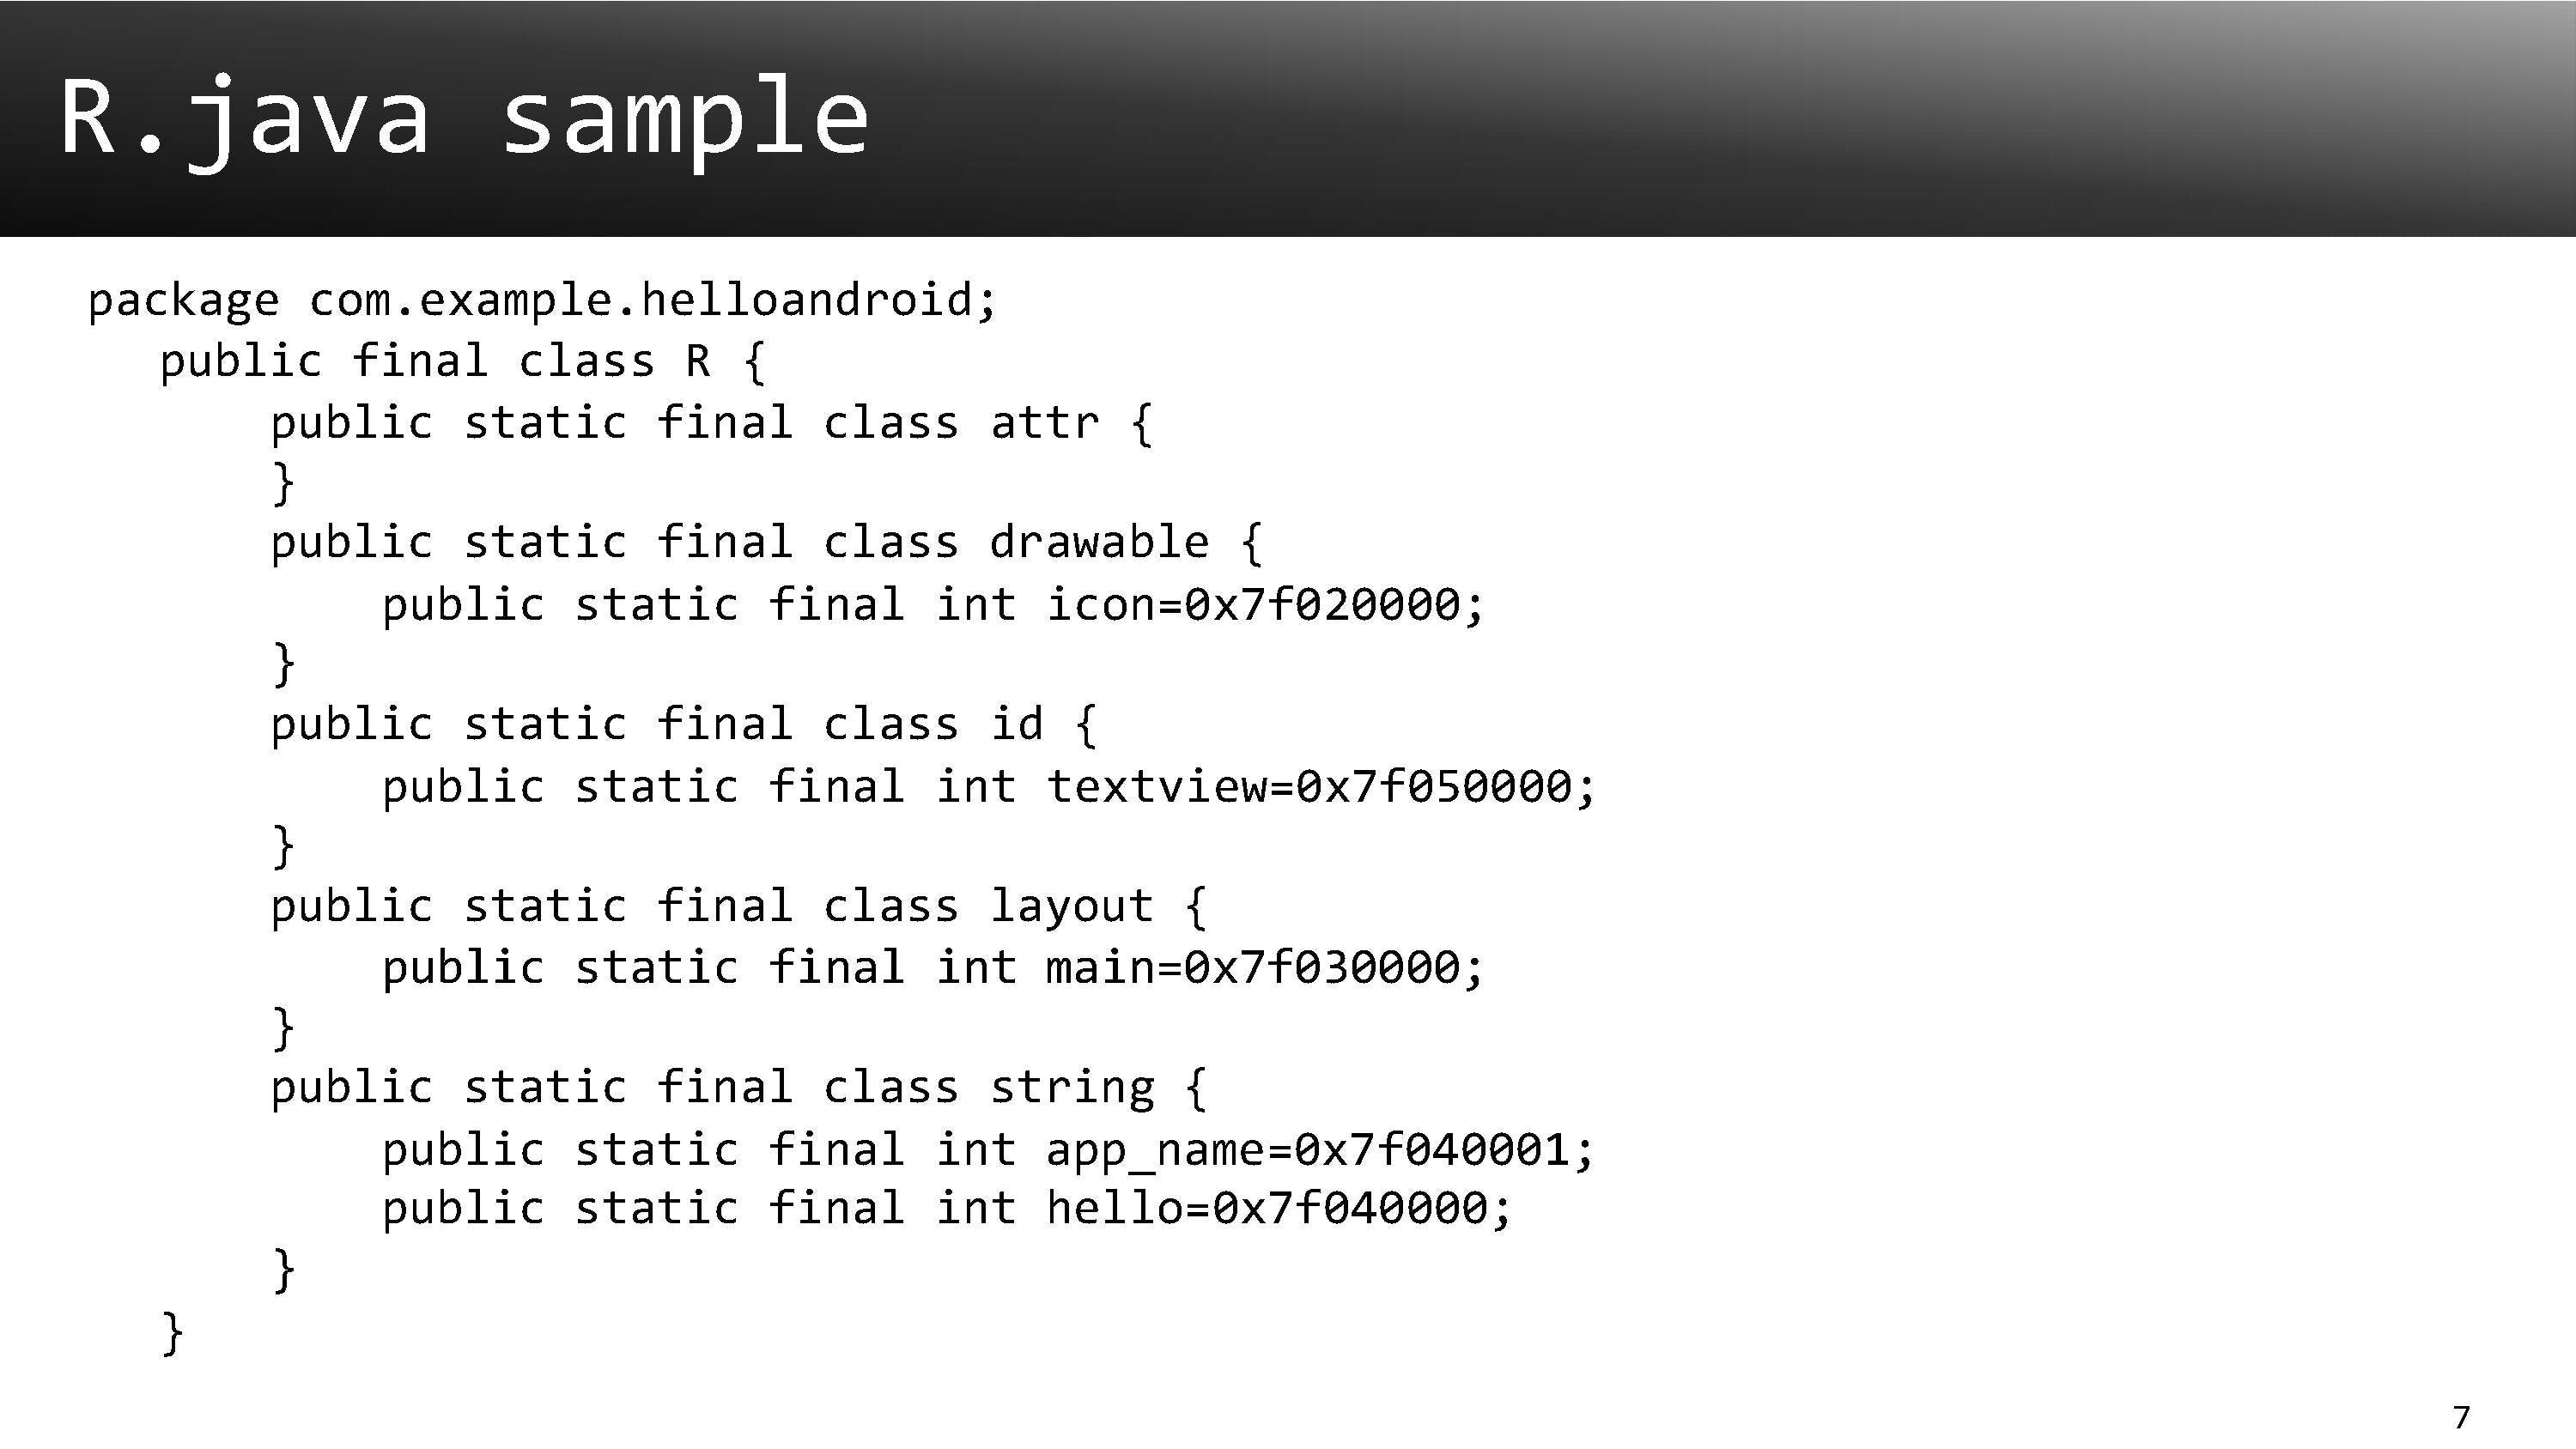 R.java sample
package com.example.helloandroid;
public final class R {
public static final class attr {
}
public static final class drawable {
public static final int icon=0x7f020000;
}
public static final class id {
public static final int textview=0x7f050000;
}
public static final class layout {
public static final int main=0x7f030000;
}
public static final class string {
public static final int app_name=0x7f040001;
public static final int hello=0x7f040000;
}
}
7